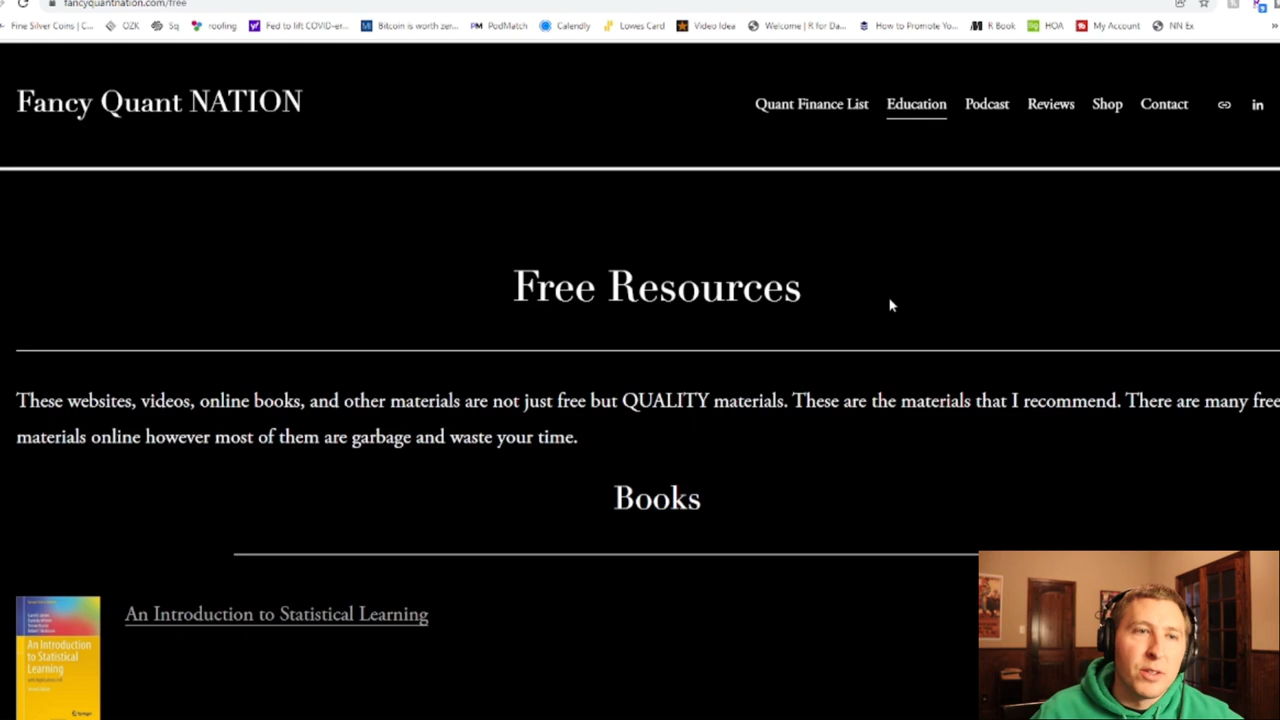 fancyquantnation.com/free
Fine Silver Coins | C... OZK Sq roofing Fed to lift COVID-er... Bitcoin is worth zer... PM PodMatch Calendly Lowes Card Video Idea Welcome | R for Da... How to Promote Yo... R Book HOA My Account NN Ex »
Fancy Quant NATION
Quant Finance List Education Podcast Reviews Shop Contact in
Free Resources
These websites, videos, online books, and other materials are not just free but QUALITY materials. These are the materials that I recommend. There are many free
materials online however most of them are garbage and waste your time.
Books
An Introduction to Statistical Learning
An Introduction
to Statistical
Learning
Springer